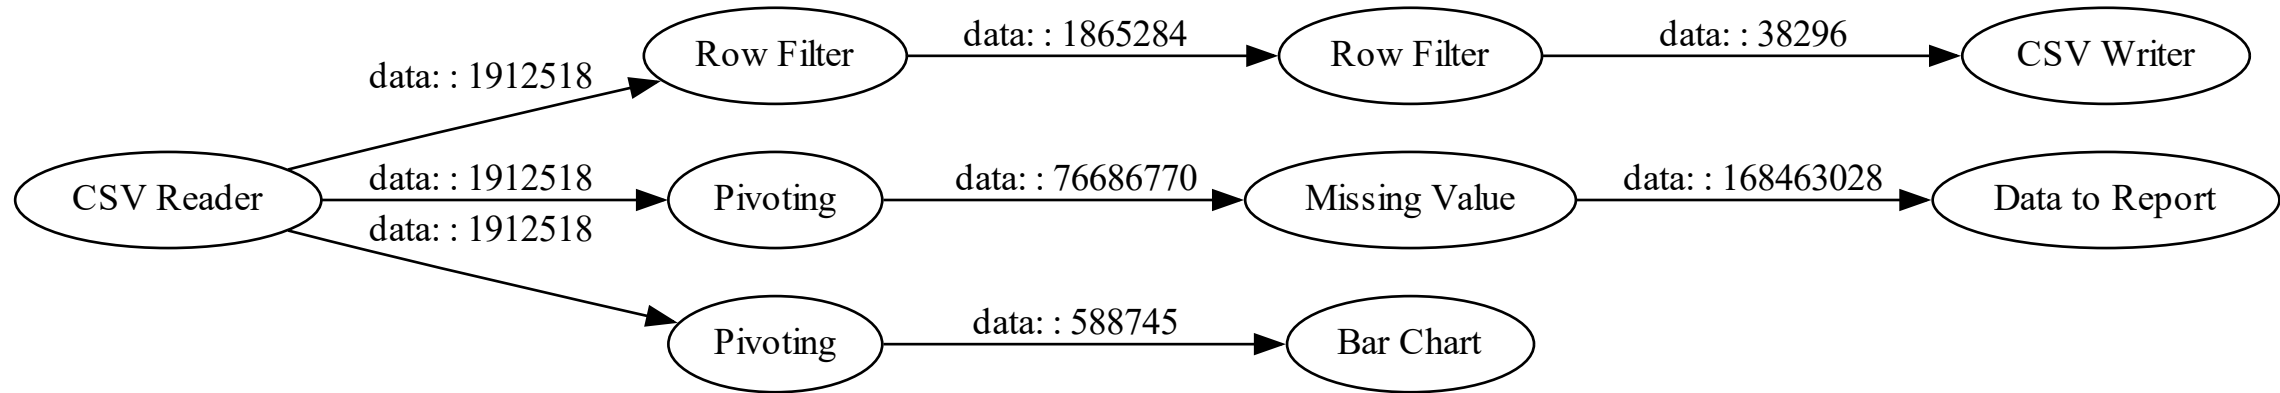 Row Filter
data: : 1865284
Row Filter
data: : 38296
CSV Writer
data: : 1912518
CSV Reader
data: : 1912518
Pivoting
data: : 76686770
Missing Value
data: : 168463028
Data to Report
data: : 1912518
Pivoting
data: : 588745
Bar Chart